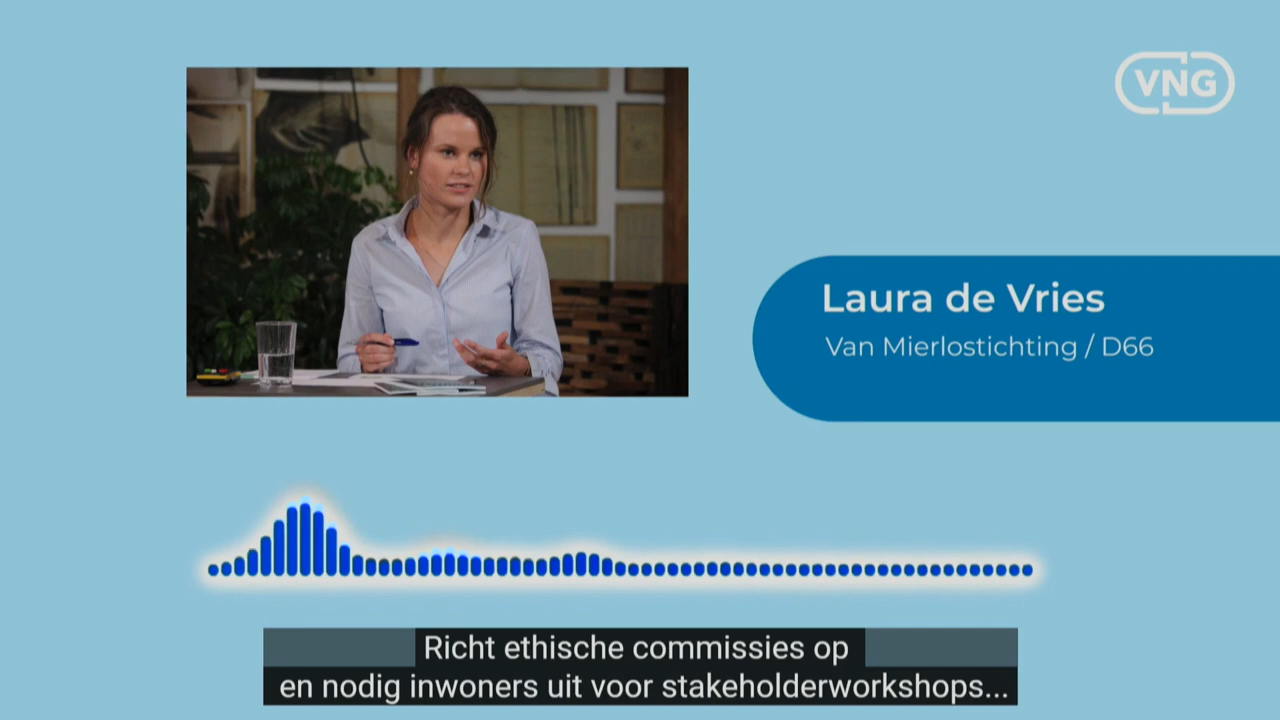 VNG
Laura de Vries
Van Mierlostichting / D66
Richt ethische commissies op
en nodig inwoners uit voor stakeholderworkshops...